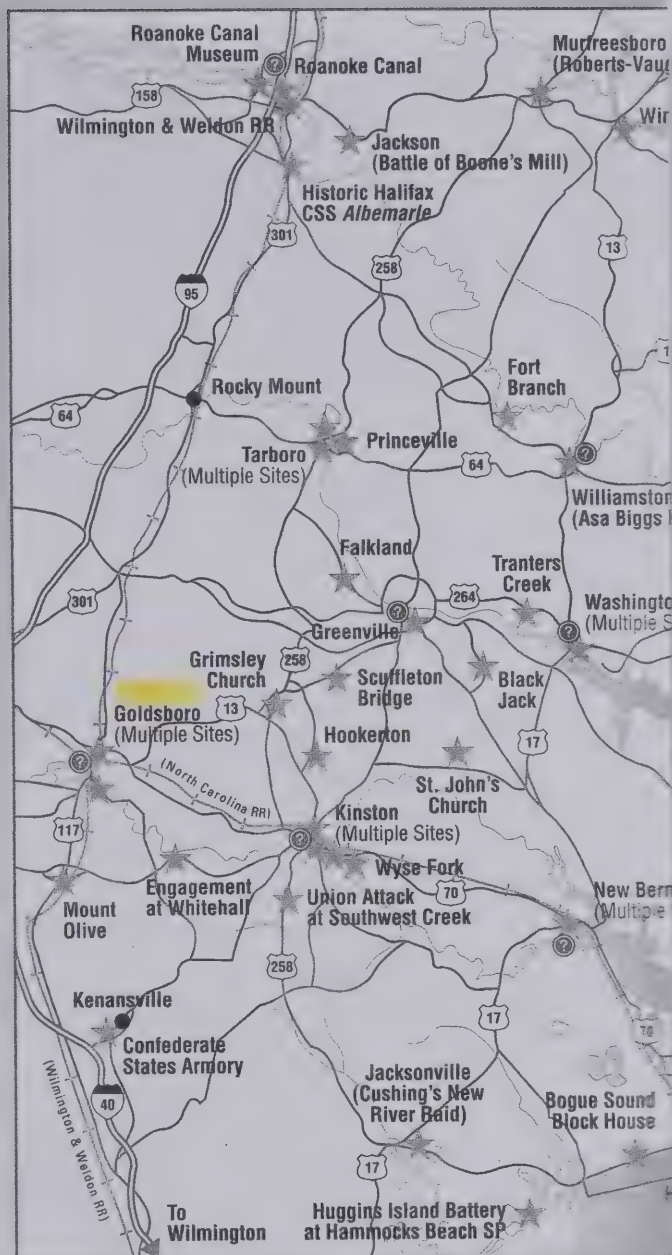 Roanoke Canal
Museum
?
Roanoke Canal
Murfreesboro
(Roberts-Vau
158
Wilmington & Weldon RR
Jackson
(Battle of Boone's Mill)
Historic Halifax
CSS Albemarle
301
258
13
95
Rocky Mount
Fort
Branch
64
Tarboro
(Multiple Sites)
Princeville
64
?
Williamston
(Asa Biggs
Falkland
Tranters
Creek
301
264
?
Greenville
?
Washingto
(Multiple S
Grimsley
Church
258
Scuffleton
Bridge
Black
Jack
Goldsboro
(Multiple Sites)
13
Hookerton
17
St. John's
Church
?
(North Carolina RR)
Kinston
(Multiple Sites)
?
117
Wyse Fork
70
Engagement
at Whitehall
Union Attack
at Southwest Creek
Mount
Olive
New Bern
(Multiple
?
258
17
Kenansville
Confederate
States Armory
70
40
(Wilmington & Weldon RR)
Jacksonville
(Cushing's New
River Raid)
Bogue Sound
Block House
17
To
Wilmington
Huggins Island Battery
at Hammocks Beach SP